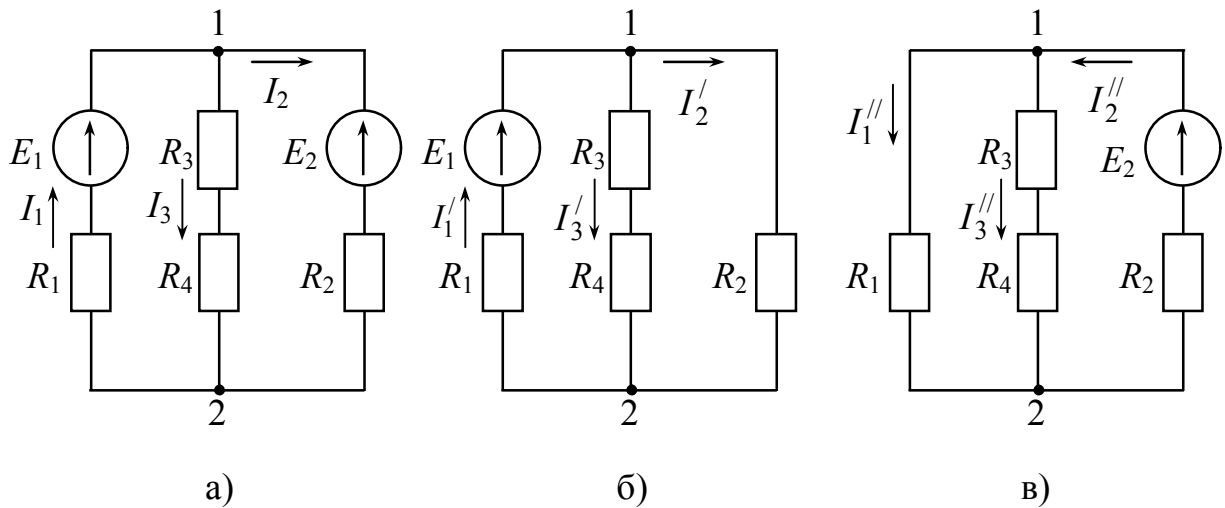 1 1 1
I₂ I₂′ I₂″
I₁″
E₁ R₃ E₂ E₁ R₃ R₃ E₂
I₁ I₃ I₁′ I₃′ I₃″
R₁ R₄ R₂ R₁ R₄ R₂ R₁ R₄ R₂
2 2 2
а) б) в)